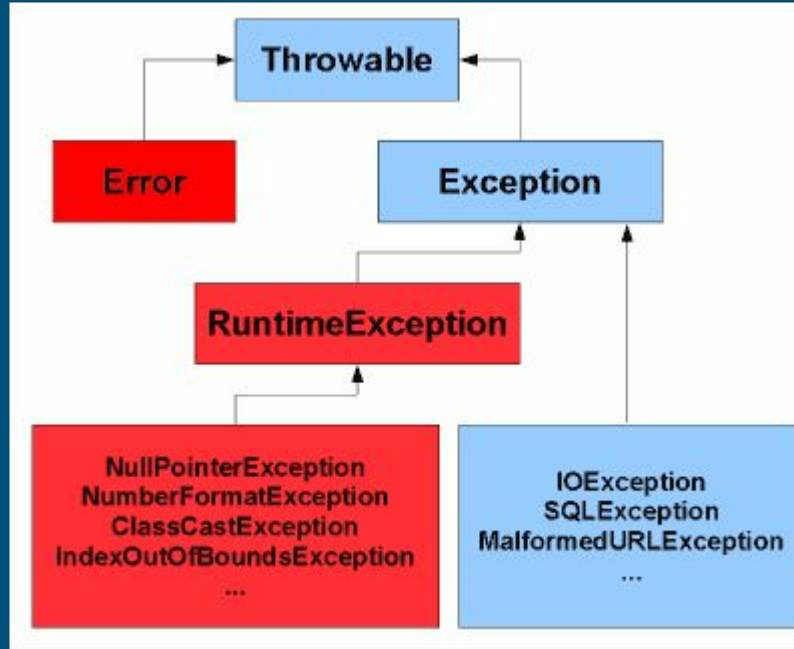 Throwable
Error
Exception
RuntimeException
NullPointerException
NumberFormatException
ClassCastException
IndexOutOfBoundsException
...
IOException
SQLException
MalformedURLException
...